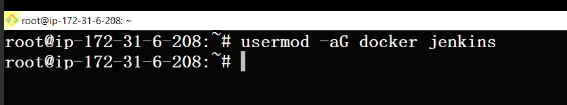 root@ip-172-31-6-208: ~
root@ip-172-31-6-208:~# usermod -aG docker jenkins
root@ip-172-31-6-208:~#